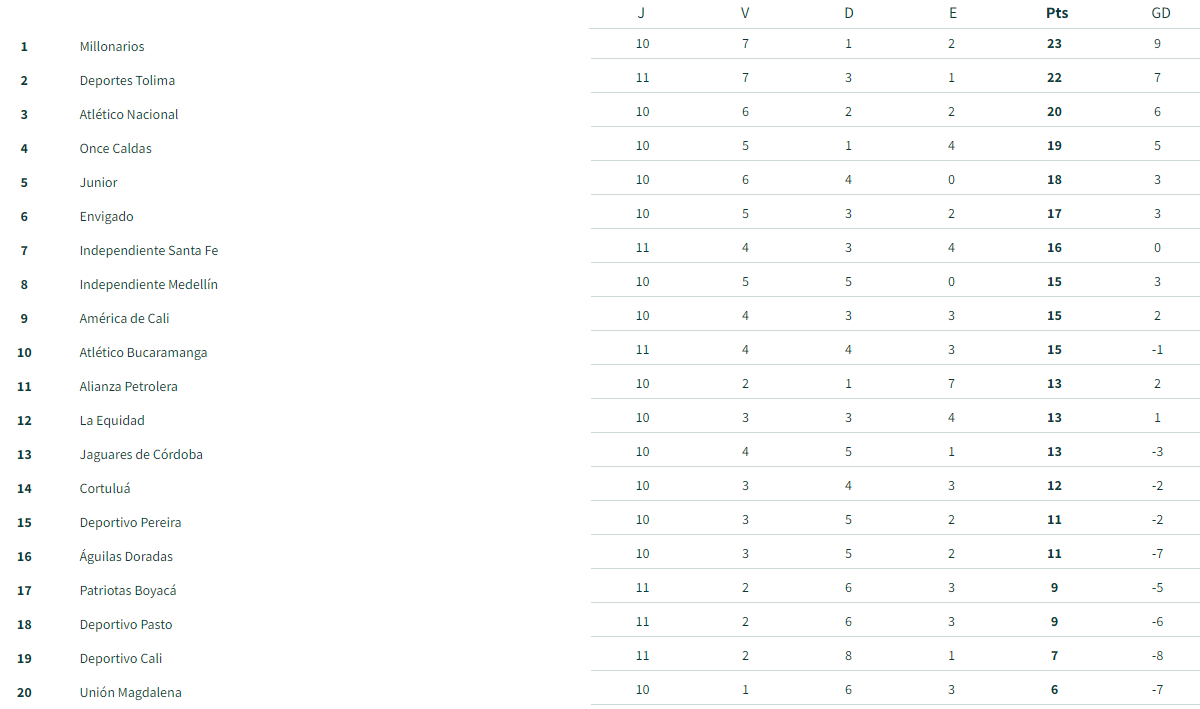 J V D E Pts GD
1 Millonarios 10 7 1 2 23 9
2 Deportes Tolima 11 7 3 1 22 7
3 Atlético Nacional 10 6 2 2 20 6
4 Once Caldas 10 5 1 4 19 5
5 Junior 10 6 4 0 18 3
6 Envigado 10 5 3 2 17 3
7 Independiente Santa Fe 11 4 3 4 16 0
8 Independiente Medellín 10 5 5 0 15 3
9 América de Cali 10 4 3 3 15 2
10 Atlético Bucaramanga 11 4 4 3 15 -1
11 Alianza Petrolera 10 2 1 7 13 2
12 La Equidad 10 3 3 4 13 1
13 Jaguares de Córdoba 10 4 5 1 13 -3
14 Cortuluá 10 3 4 3 12 -2
15 Deportivo Pereira 10 3 5 2 11 -2
16 Águilas Doradas 10 3 5 2 11 -7
17 Patriotas Boyacá 11 2 6 3 9 -5
18 Deportivo Pasto 11 2 6 3 9 -6
19 Deportivo Cali 11 2 8 1 7 -8
20 Unión Magdalena 10 1 6 3 6 -7